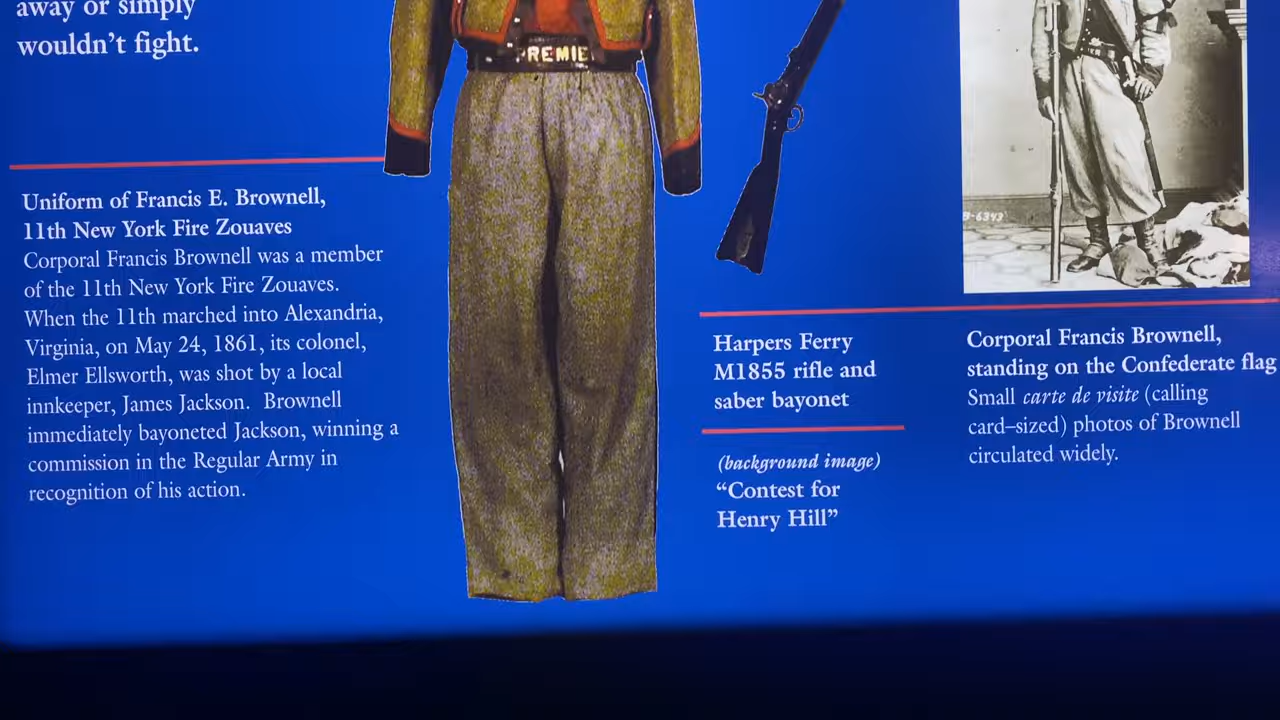 away or simply
wouldn't fight.
PREMIE
Uniform of Francis E. Brownell,
11th New York Fire Zouaves
Corporal Francis Brownell was a member
of the 11th New York Fire Zouaves.
When the 11th marched into Alexandria,
Virginia, on May 24, 1861, its colonel,
Elmer Ellsworth, was shot by a local
innkeeper, James Jackson.  Brownell
immediately bayoneted Jackson, winning a
commission in the Regular Army in
recognition of his action.
Harpers Ferry
M1855 rifle and
saber bayonet
(background image)
“Contest for
Henry Hill”
B-6343
Corporal Francis Brownell,
standing on the Confederate flag
Small carte de visite (calling
card–sized) photos of Brownell
circulated widely.